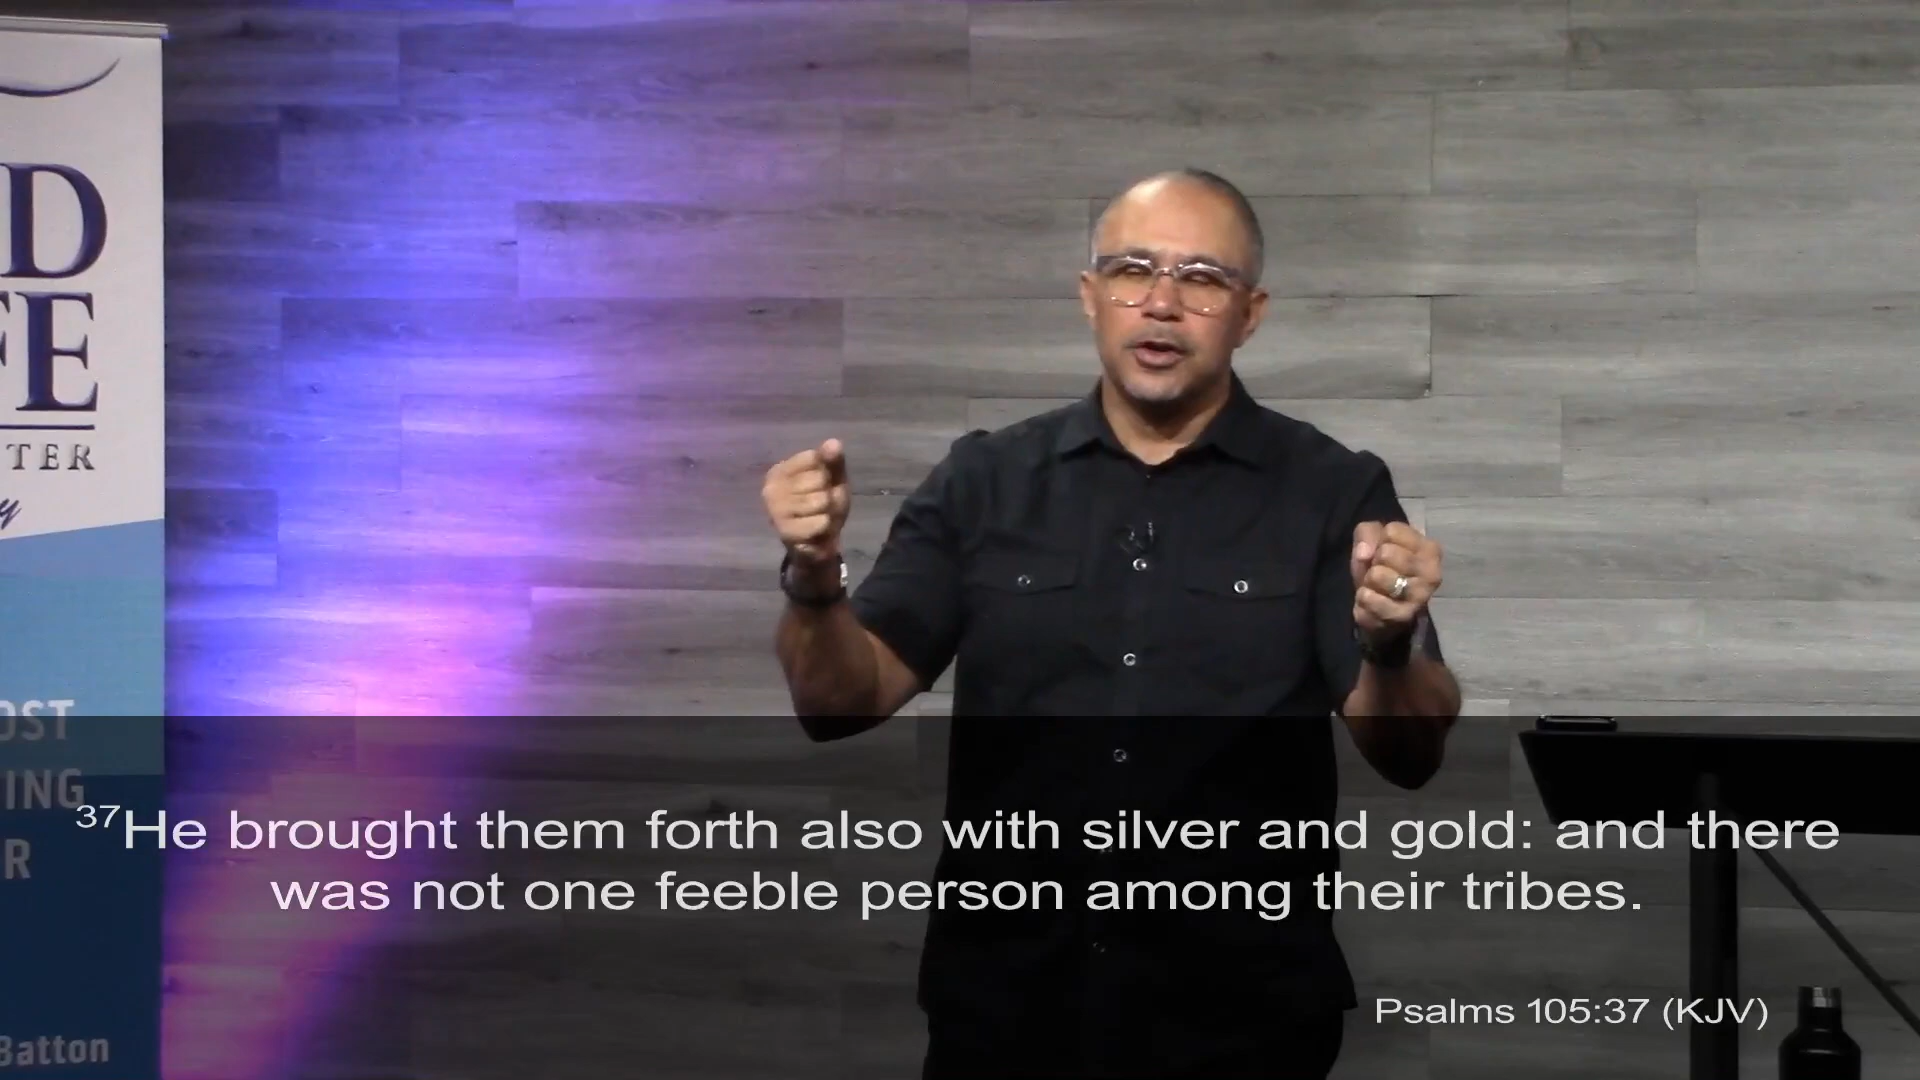 D
FE
TER
y
OST
ING
R
Batton
³⁷He brought them forth also with silver and gold: and there
was not one feeble person among their tribes.
Psalms 105:37 (KJV)